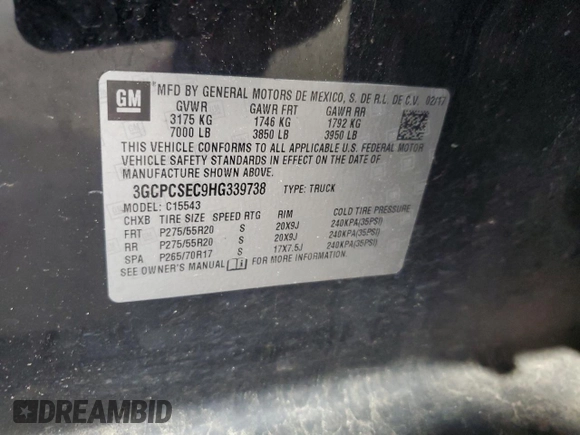 GM
MFD BY GENERAL MOTORS DE MEXICO, S. DE R.L. DE C.V. 02/17
GVWR GAWR FRT GAWR RR
3175 KG 1746 KG 1792 KG
7000 LB 3850 LB 3950 LB
THIS VEHICLE CONFORMS TO ALL APPLICABLE U.S. FEDERAL MOTOR
VEHICLE SAFETY STANDARDS IN EFFECT ON THE DATE OF
MANUFACTURE SHOWN ABOVE.
3GCPCSEC9HG339738 TYPE: TRUCK
MODEL: C15543
CHXB TIRE SIZE SPEED RTG RIM COLD TIRE PRESSURE
FRT P275/55R20 S 20X9J 240KPA(35PSI)
RR P275/55R20 S 20X9J 240KPA(35PSI)
SPA P265/70R17 S 17X7.5J 240KPA(35PSI)
SEE OWNER'S MANUAL FOR MORE INFORMATION.
DREAMBID